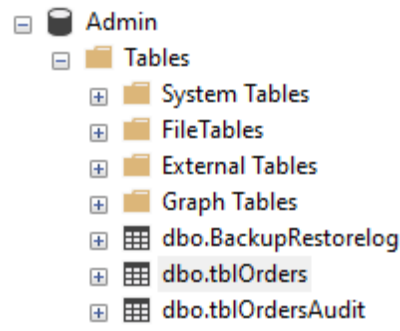 Admin
Tables
System Tables
FileTables
External Tables
Graph Tables
dbo.BackupRestorelog
dbo.tblOrders
dbo.tblOrdersAudit